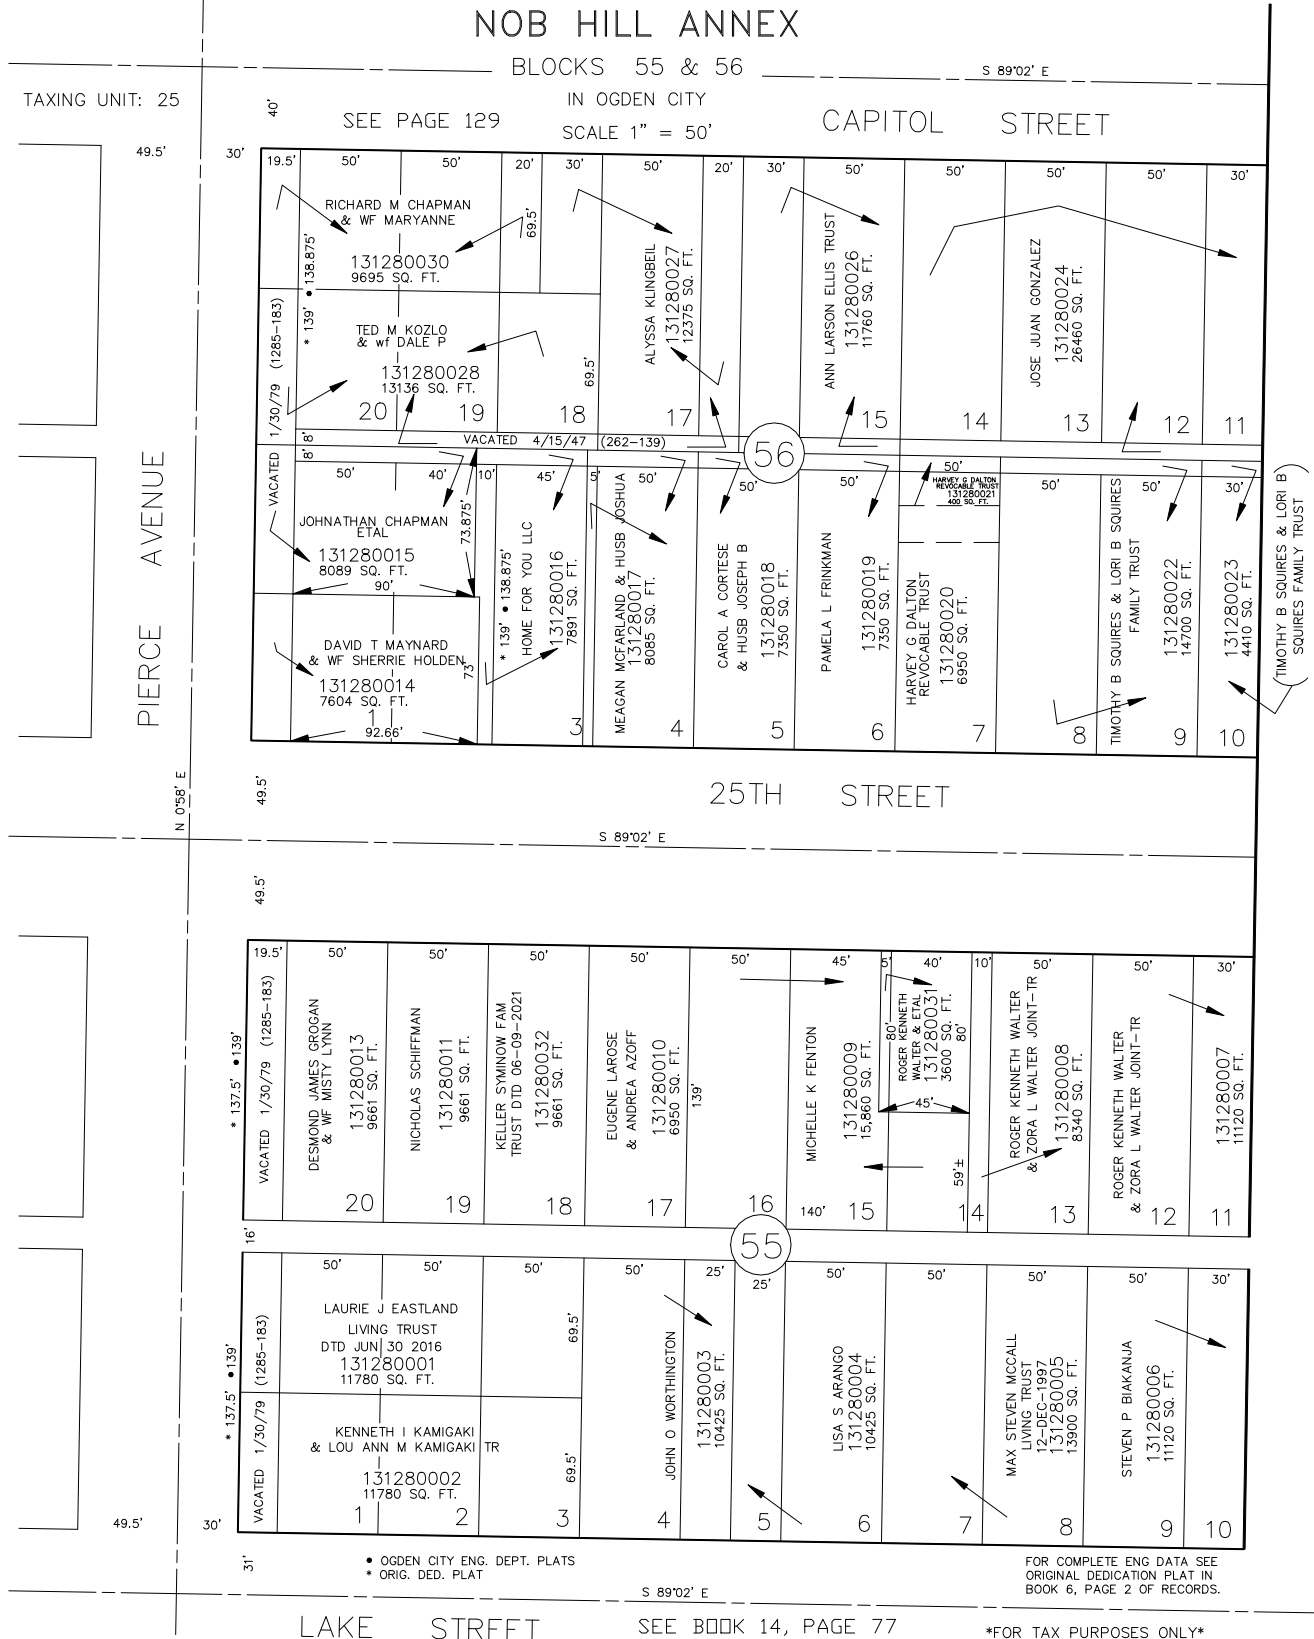 NOB HILL ANNEX
BLOCKS 55 & 56
S 89°02' E
TAXING UNIT: 25
IN OGDEN CITY
40'
SEE PAGE 129
SCALE 1" = 50'
CAPITOL STREET
49.5'
30'
19.5'
50'
50'
20'
30'
50'
20'
30'
50'
50'
50'
50'
30'
RICHARD M CHAPMAN
& WF MARYANNE
131280030
9695 SQ. FT.
69.5'
* 139' ● 138.875'
TED M KOZLO
& wf DALE P
131280028
13136 SQ. FT.
69.5'
ALYSSA KLINGBEIL
131280027
12375 SQ. FT.
ANN LARSON ELLIS TRUST
131280026
11760 SQ. FT.
JOSE JUAN GONZALEZ
131280024
26460 SQ. FT.
VACATED 1/30/79 (1285-183)
20
19
18
17
15
14
13
12
11
8'
8'
VACATED 4/15/47 (262-139)
56
50'
40'
10'
45'
5'
50'
50'
50'
50'
50'
50'
30'
JOHNATHAN CHAPMAN
ETAL
131280015
8089 SQ. FT.
90'
73.875'
DAVID T MAYNARD
& WF SHERRIE HOLDEN
131280014
7604 SQ. FT.
1
92.66'
73'
* 139' ● 138.875'
HOME FOR YOU LLC
131280016
7891 SQ. FT.
MEAGAN MCFARLAND & HUSB JOSHUA
131280017
8085 SQ. FT.
CAROL A CORTESE
& HUSB JOSEPH B
131280018
7350 SQ. FT.
PAMELA L FRINKMAN
131280019
7350 SQ. FT.
HARVEY G DALTON
REVOCABLE TRUST
131280021
400 SQ. FT.
HARVEY G DALTON
REVOCABLE TRUST
131280020
6950 SQ. FT.
TIMOTHY B SQUIRES & LORI B SQUIRES
FAMILY TRUST
131280022
14700 SQ. FT.
131280023
4410 SQ. FT.
(TIMOTHY B SQUIRES & LORI B)
SQUIRES FAMILY TRUST
3
4
5
6
7
8
9
10
PIERCE AVENUE
N 0°58' E
49.5'
25TH STREET
S 89°02' E
49.5'
19.5'
50'
50'
50'
50'
50'
45'
5'
40'
10'
50'
50'
30'
* 137.5' ● 139'
VACATED 1/30/79 (1285-183)
DESMOND JAMES GROGAN
& WF MISTY LYNN
131280013
9661 SQ. FT.
NICHOLAS SCHIFFMAN
131280011
9661 SQ. FT.
KELLER SYMINOW FAM
TRUST DTD 06-09-2021
131280032
9661 SQ. FT.
EUGENE LAROSE
& ANDREA AZOFF
131280010
6950 SQ. FT.
139'
MICHELLE K FENTON
131280009
15,860 SQ. FT.
80'
ROGER KENNETH
WALTER & ETAL
131280031
3600 SQ. FT.
80'
45'
59'±
ROGER KENNETH WALTER
& ZORA L WALTER JOINT-TR
131280008
8340 SQ. FT.
ROGER KENNETH WALTER
& ZORA L WALTER JOINT-TR
131280007
11120 SQ. FT.
20
19
18
17
16
140'
15
14
13
12
11
16'
55
50'
50'
50'
50'
25'
25'
50'
50'
50'
50'
30'
* 137.5' ● 139'
VACATED 1/30/79 (1285-183)
LAURIE J EASTLAND
LIVING TRUST
DTD JUN 30 2016
131280001
11780 SQ. FT.
69.5'
KENNETH I KAMIGAKI
& LOU ANN M KAMIGAKI TR
131280002
11780 SQ. FT.
69.5'
JOHN O WORTHINGTON
131280003
10425 SQ. FT.
LISA S ARANGO
131280004
10425 SQ. FT.
MAX STEVEN MCCALL
LIVING TRUST
12-DEC-1997
131280005
13900 SQ. FT.
STEVEN P BIAKANJA
131280006
11120 SQ. FT.
1
2
3
4
5
6
7
8
9
10
49.5'
30'
31'
● OGDEN CITY ENG. DEPT. PLATS
* ORIG. DED. PLAT
FOR COMPLETE ENG DATA SEE
ORIGINAL DEDICATION PLAT IN
BOOK 6, PAGE 2 OF RECORDS.
S 89°02' E
LAKE STREET
SEE BOOK 14, PAGE 77
*FOR TAX PURPOSES ONLY*